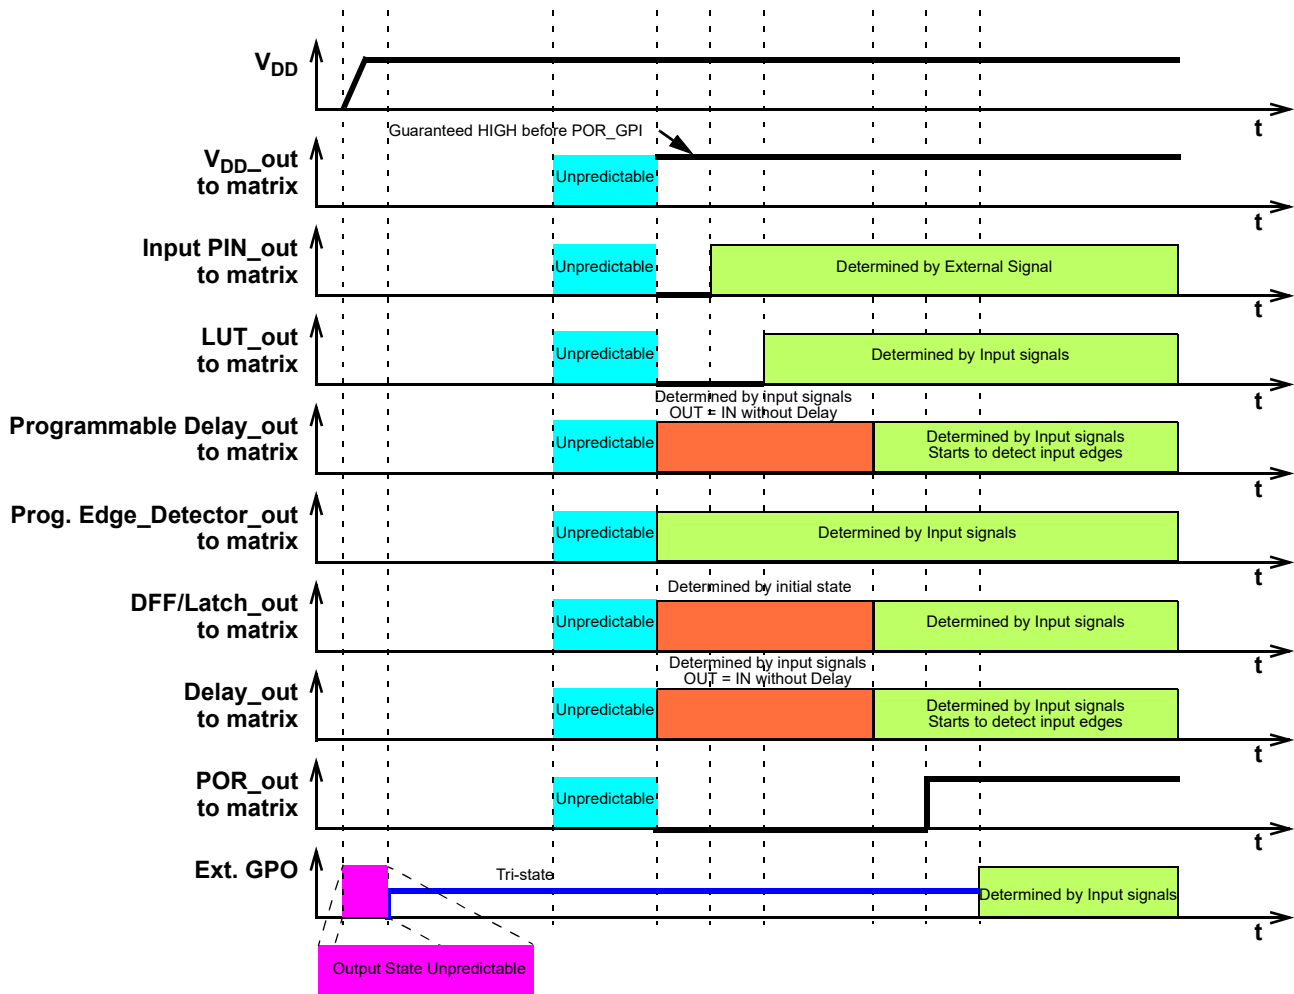 VDD
t
Guaranteed HIGH before POR_GPI
VDD_out
to matrix
Unpredictable
t
Input PIN_out
to matrix
Unpredictable
Determined by External Signal
t
LUT_out
to matrix
Unpredictable
Determined by Input signals
t
Determined by input signals
OUT = IN without Delay
Programmable Delay_out
to matrix
Unpredictable
Determined by Input signals
Starts to detect input edges
t
Prog. Edge_Detector_out
to matrix
Unpredictable
Determined by Input signals
t
Determined by initial state
DFF/Latch_out
to matrix
Unpredictable
Determined by Input signals
t
Determined by input signals
OUT = IN without Delay
Delay_out
to matrix
Unpredictable
Determined by Input signals
Starts to detect input edges
t
POR_out
to matrix
Unpredictable
t
Ext. GPO
Tri-state
Determined by Input signals
t
Output State Unpredictable